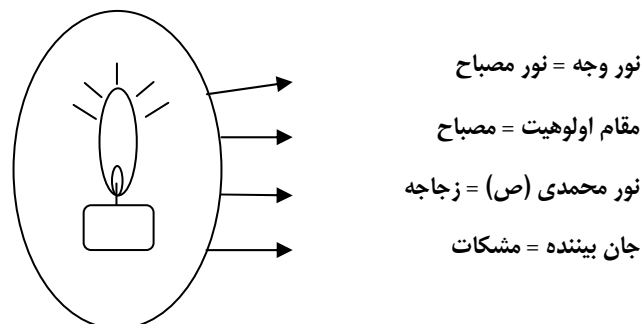 نور وجه = نور مصباح
مقام اولوهیت = مصباح
نور محمدی (ص) = زجاجه
جان بیننده = مشکات